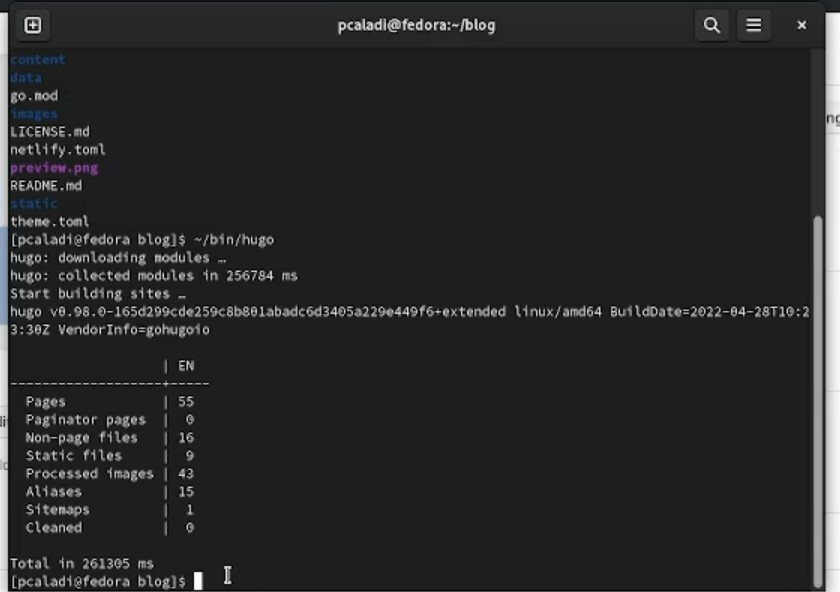 pcaladi@fedora:~/blog
content
data
go.mod
images
LICENSE.md
netlify.toml
preview.png
README.md
static
theme.toml
[pcaladi@fedora blog]$ ~/bin/hugo
hugo: downloading modules …
hugo: collected modules in 256784 ms
Start building sites …
hugo v0.98.0-165d299cde259c8b801abadc6d3405a229e449f6+extended linux/amd64 BuildDate=2022-04-28T10:2
3:30Z VendorInfo=gohugoio
| EN
-------------------+-----
Pages | 55
Paginator pages | 0
Non-page files | 16
Static files | 9
Processed images | 43
Aliases | 15
Sitemaps | 1
Cleaned | 0
Total in 261305 ms
[pcaladi@fedora blog]$